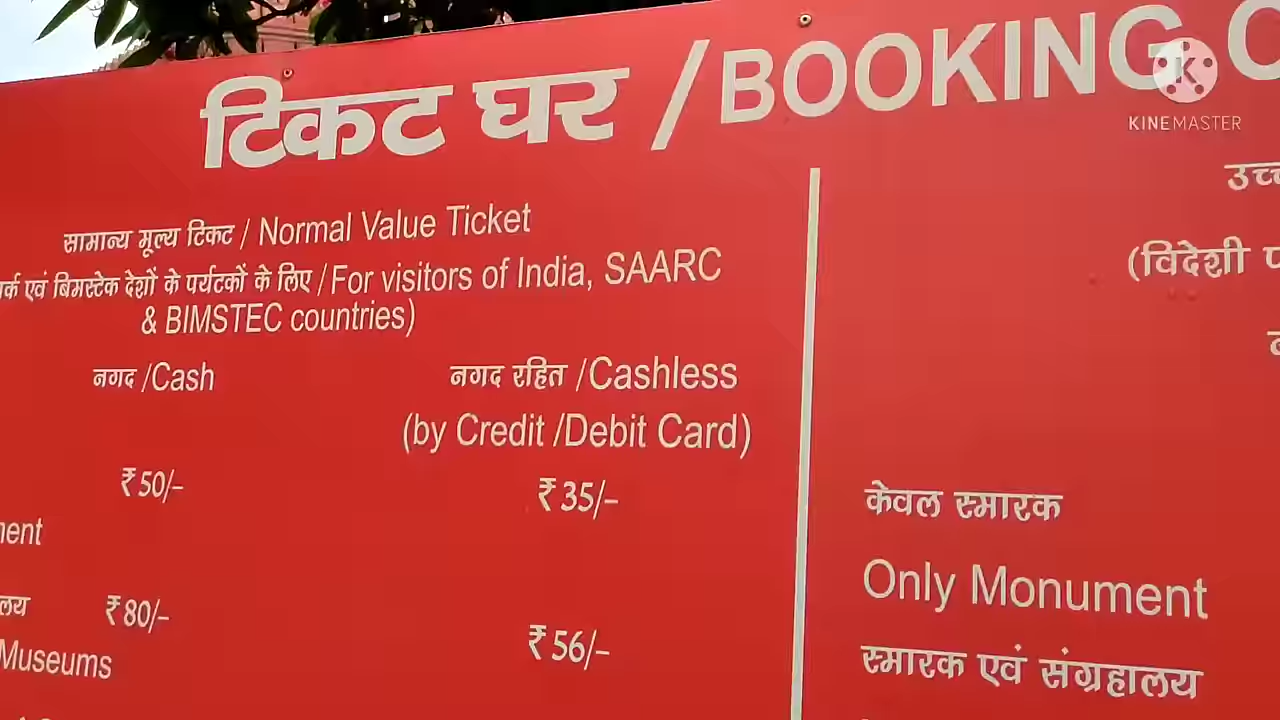 टिकट घर / BOOKING
KINEMASTER
सामान्य मूल्य टिकट / Normal Value Ticket
एवं बिमस्टेक देशों के पर्यटकों के लिए / For visitors of India, SAARC
& BIMSTEC countries)
नगद / Cash
नगद रहित / Cashless
(by Credit / Debit Card)
₹ 50/-
₹ 35/-
₹ 80/-
₹ 56/-
Museums
(विदेशी
केवल स्मारक
Only Monument
स्मारक एवं संग्रहालय